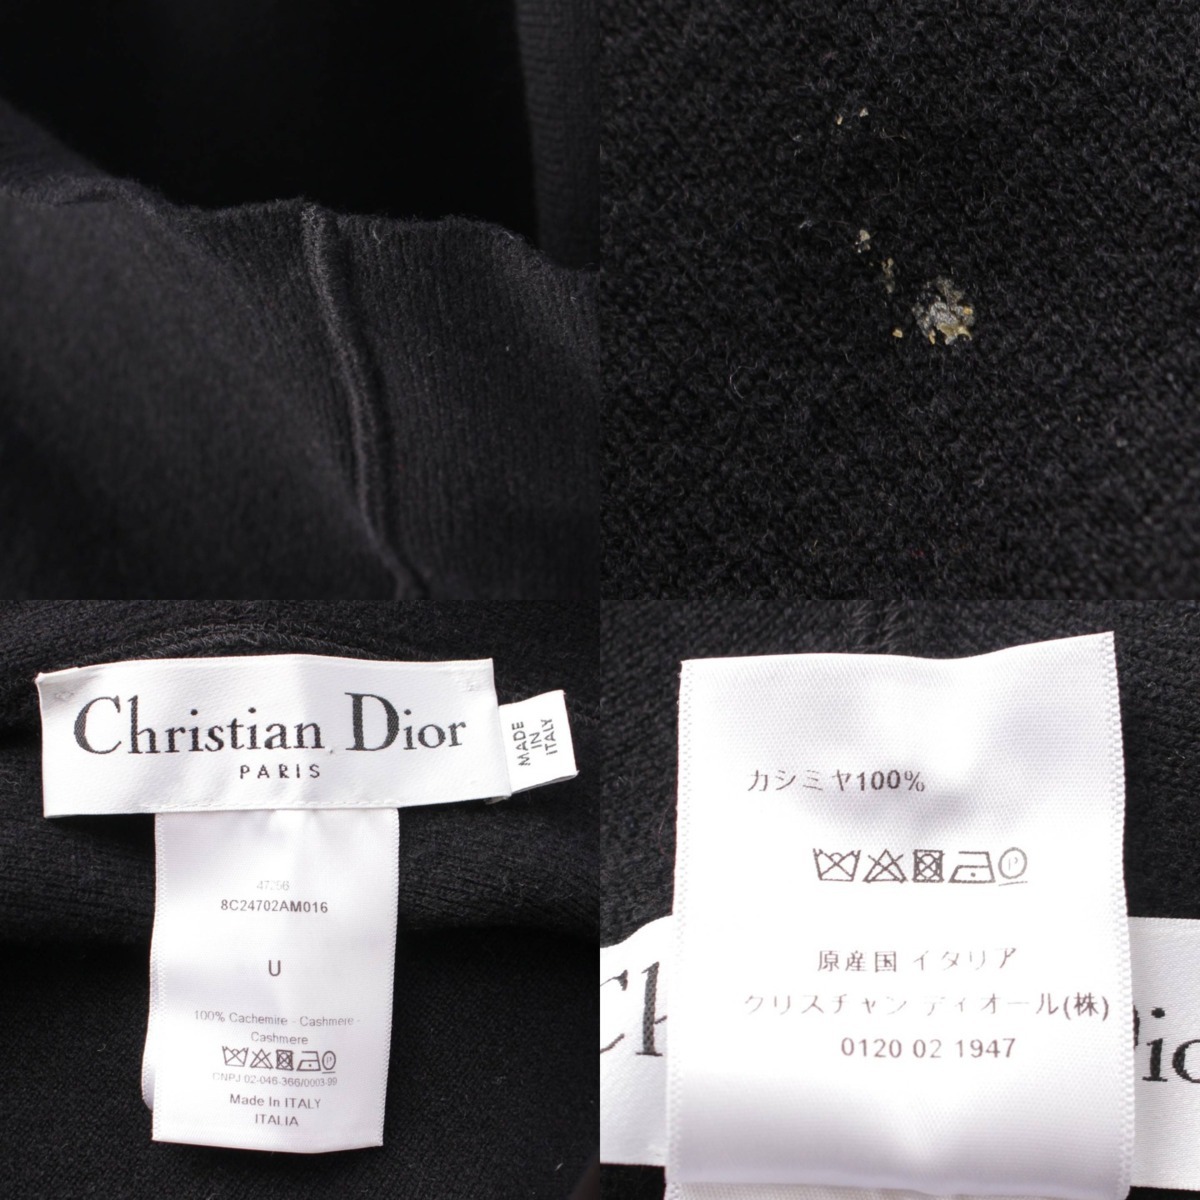 Christian Dior
PARIS
MADE
IN
ITALY
8C24702AM016
U
100% Cachemire - Cashmere -
Cashmere
P
CNPJ 02-046-366/0003-99
Made In ITALY
ITALIA
カシミヤ100%
P
原産国 イタリア
クリスチャン ディオール(株)
0120 02 1947